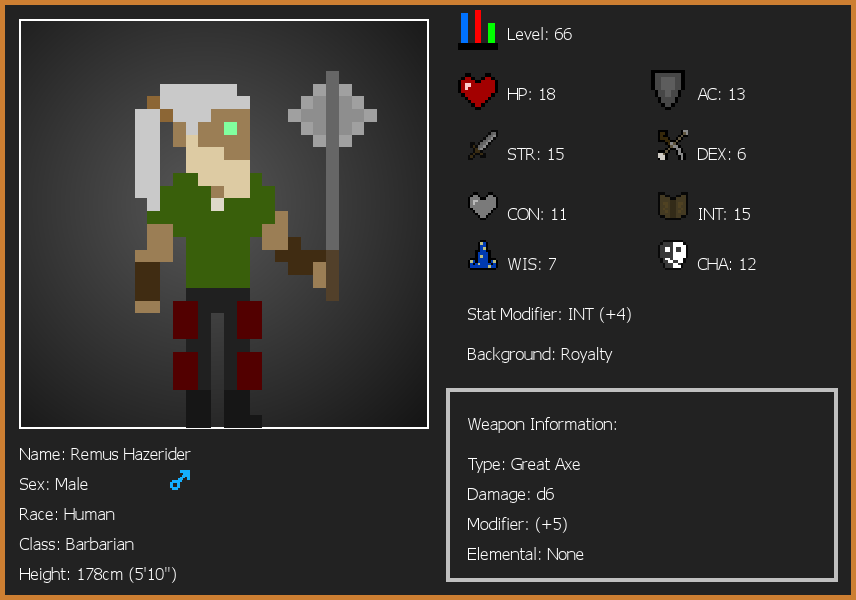 Level: 66
HP: 18
AC: 13
STR: 15
DEX: 6
CON: 11
INT: 15
WIS: 7
CHA: 12
Stat Modifier: INT (+4)
Background: Royalty
Weapon Information:
Type: Great Axe
Damage: d6
Modifier: (+5)
Elemental: None
Name: Remus Hazerider
Sex: Male
Race: Human
Class: Barbarian
Height: 178cm (5'10")